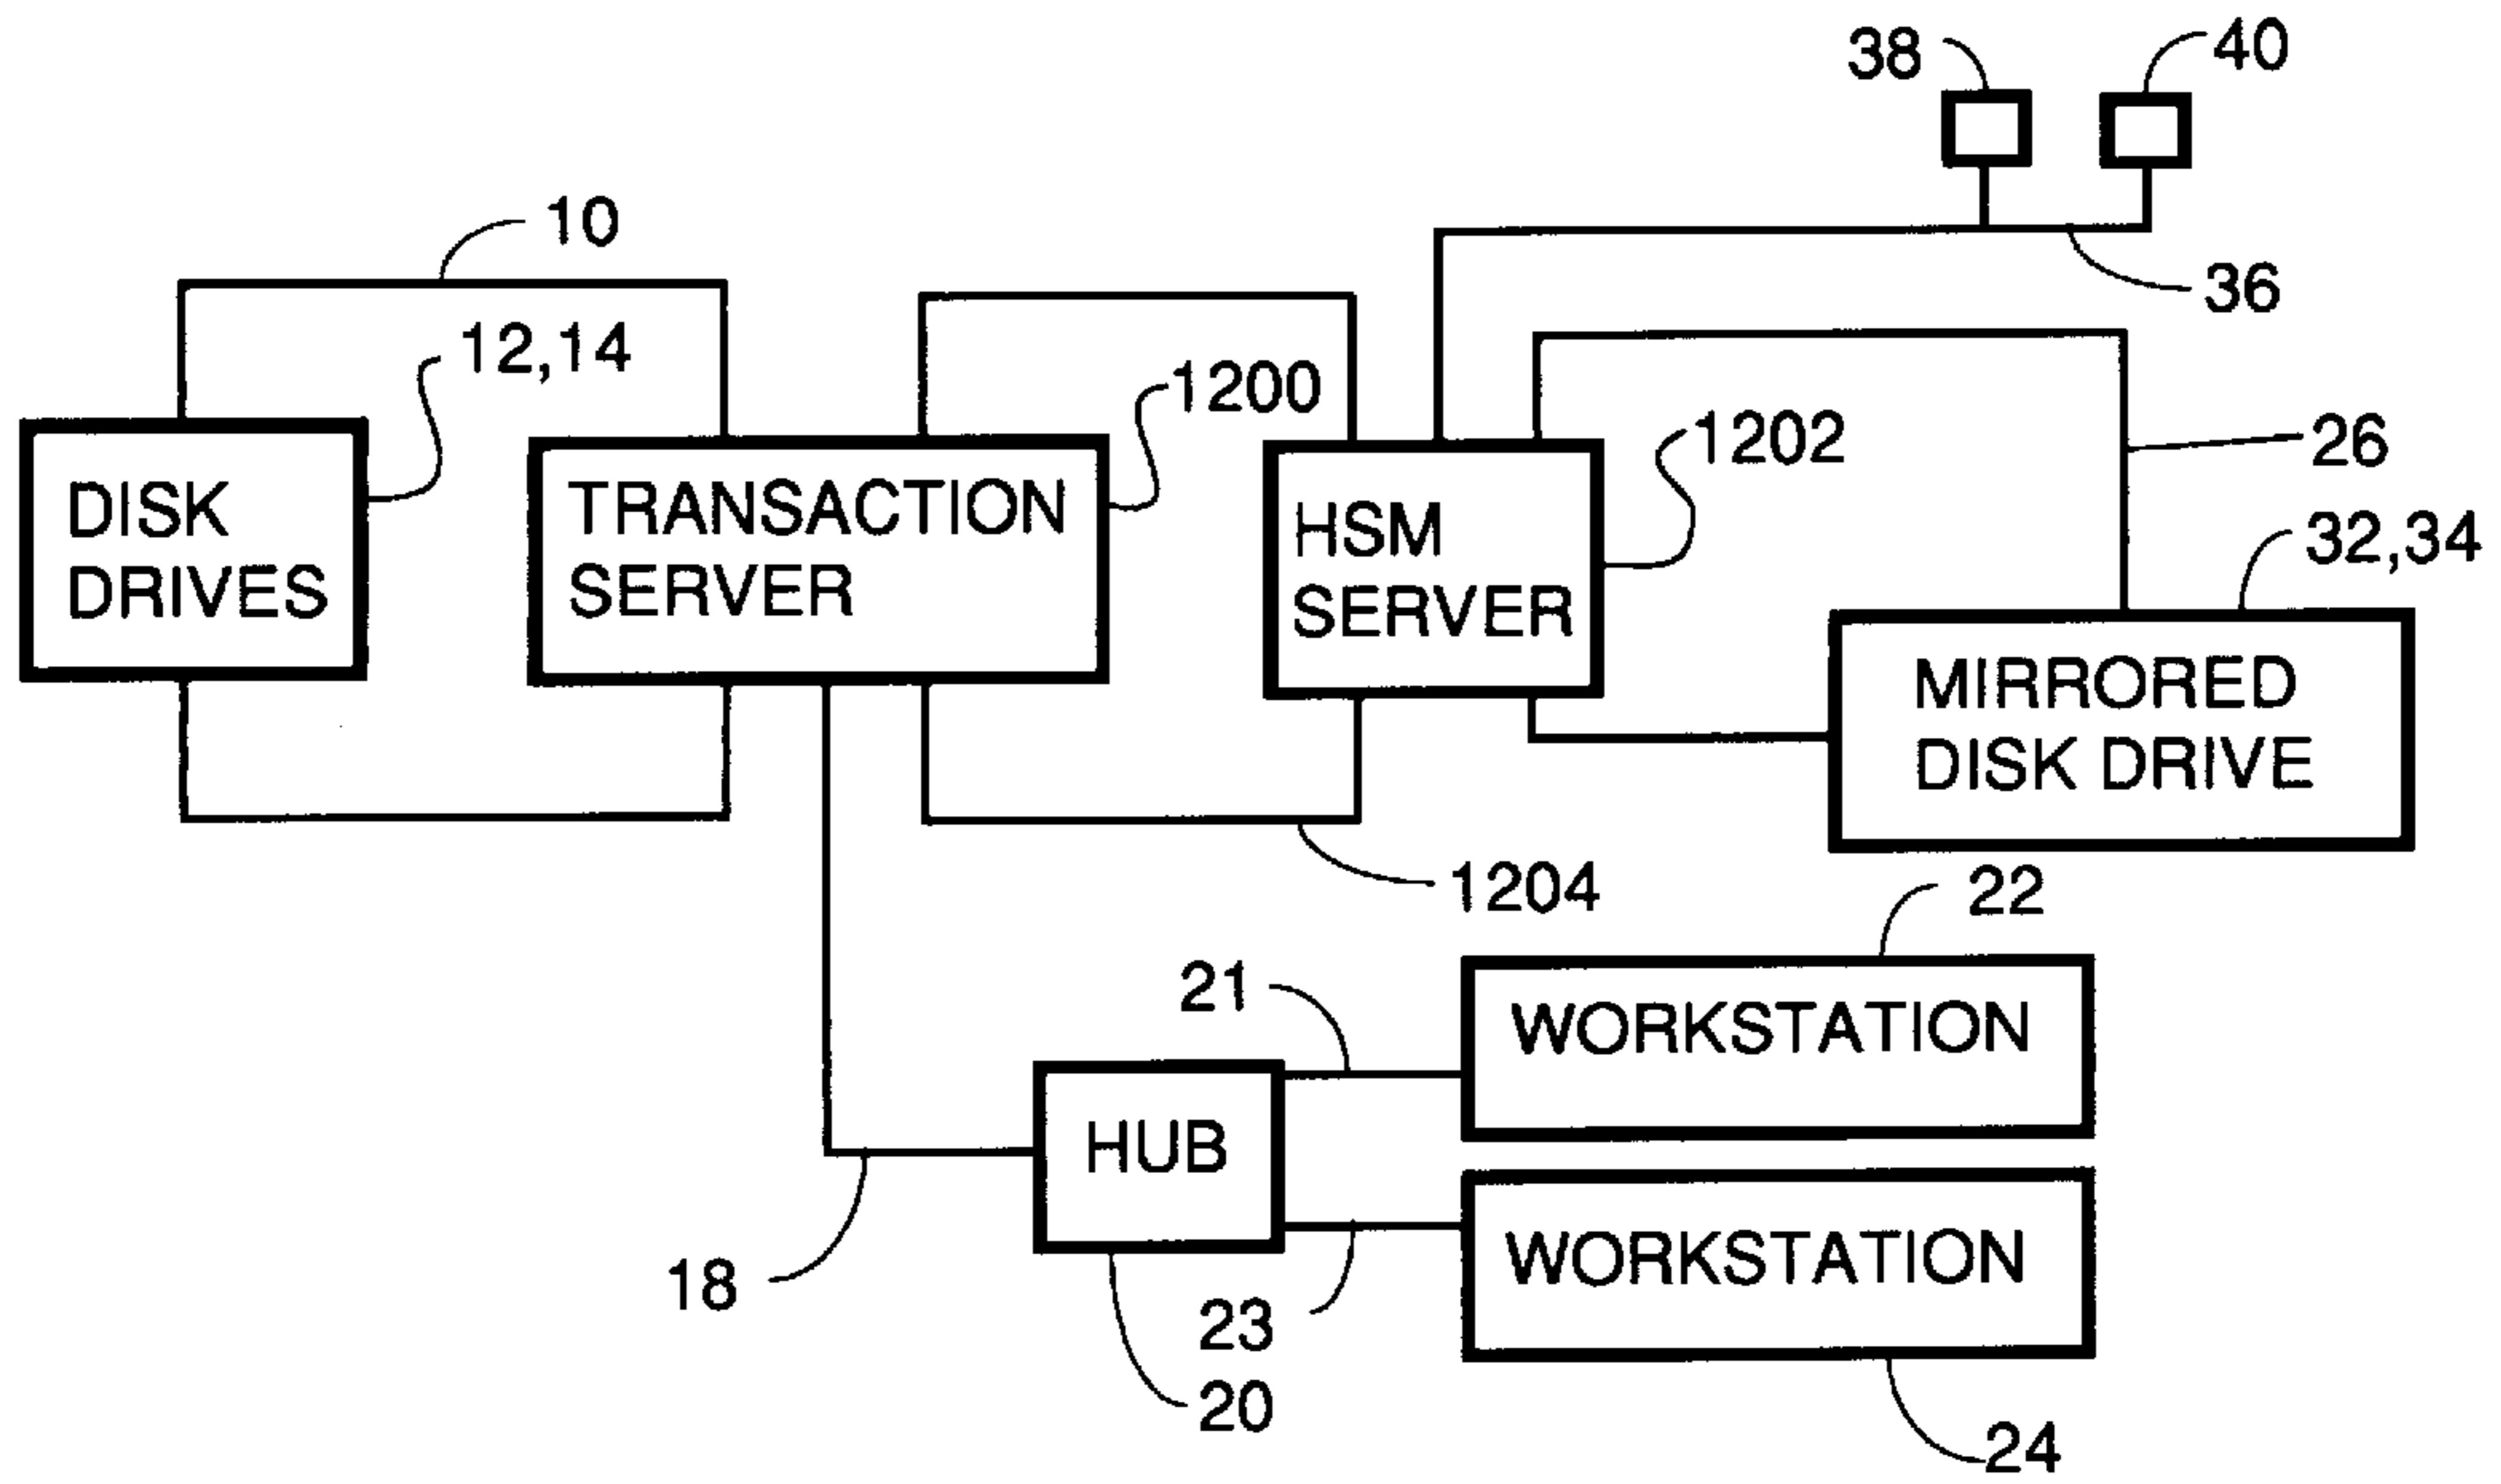 38
40
10
36
12,14
1200
1202
26
DISK
DRIVES
TRANSACTION
SERVER
HSM
SERVER
32,34
MIRRORED
DISK DRIVE
1204
22
21
WORKSTATION
HUB
18
23
WORKSTATION
20
24